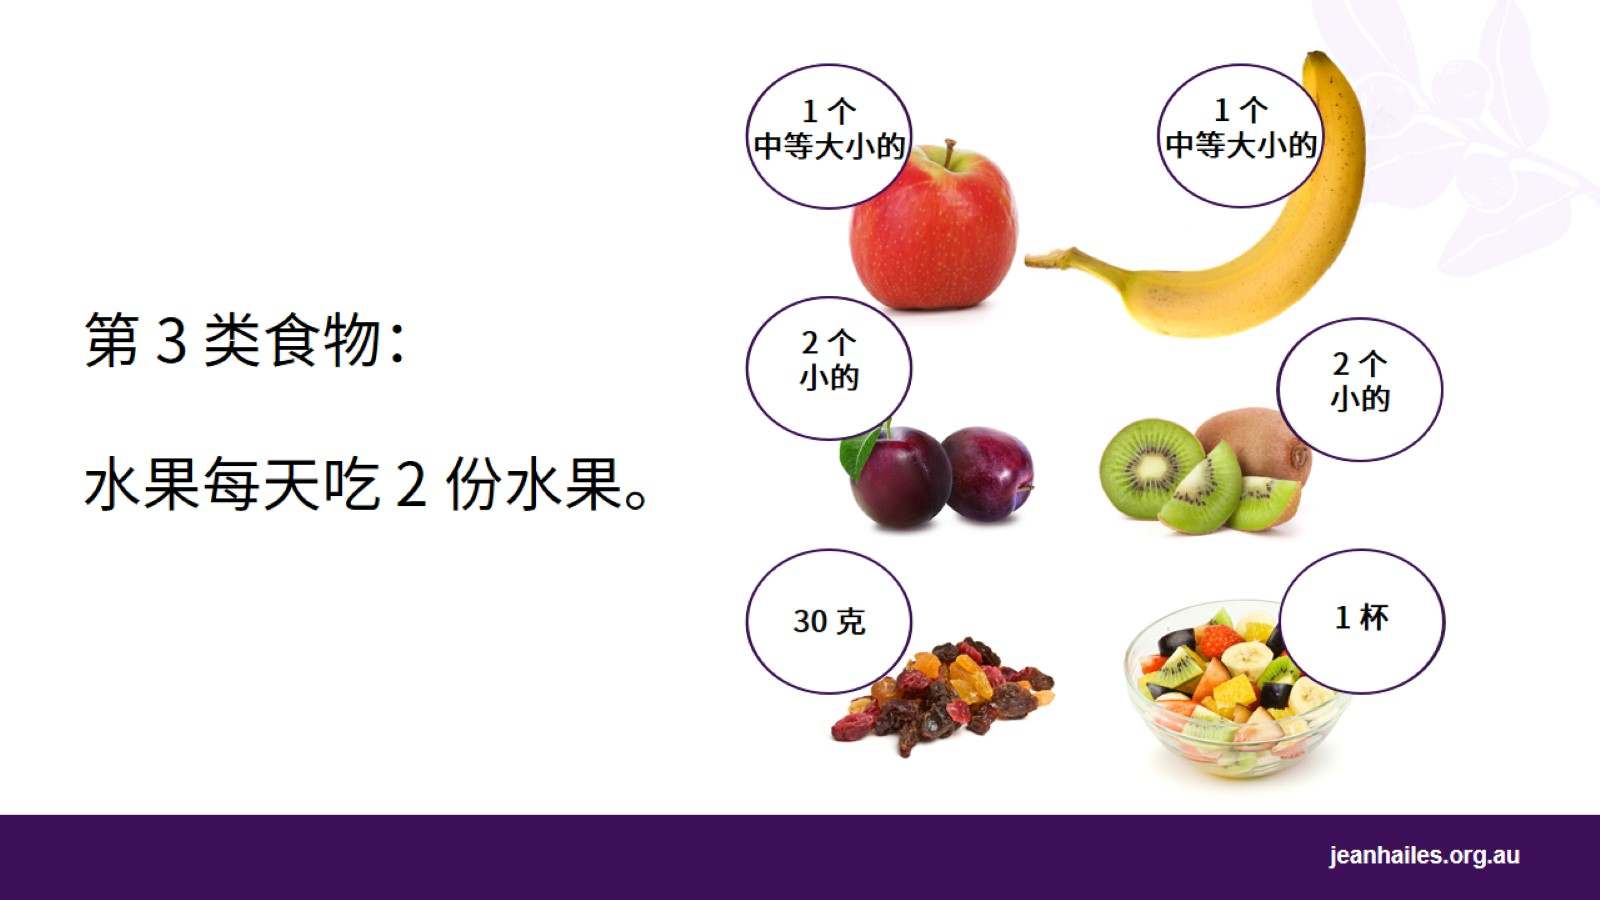 第 3 类食物：
水果每天吃 2 份水果。
1 个
中等大小的
1 个
中等大小的
2 个
小的
2 个
小的
30 克
1 杯
jeanhailes.org.au